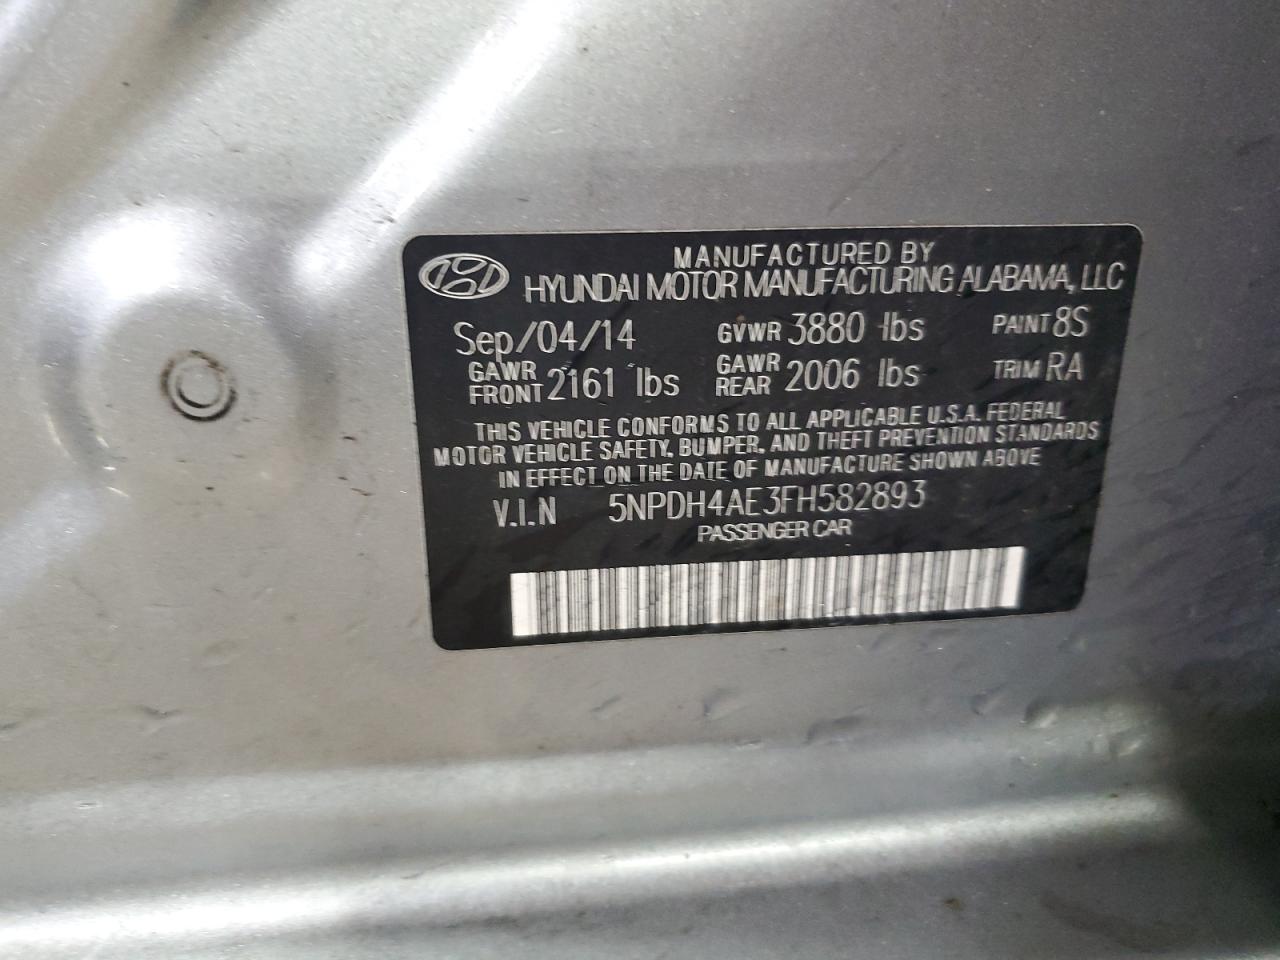 MANUFACTURED BY
HYUNDAI MOTOR MANUFACTURING ALABAMA, LLC
Sep/04/14 GVWR 3880 lbs PAINT 8S
GAWR FRONT 2161 lbs GAWR REAR 2006 lbs TRIM RA
THIS VEHICLE CONFORMS TO ALL APPLICABLE U.S.A. FEDERAL
MOTOR VEHICLE SAFETY, BUMPER, AND THEFT PREVENTION STANDARDS
IN EFFECT ON THE DATE OF MANUFACTURE SHOWN ABOVE
V.I.N 5NPDH4AE3FH582893
PASSENGER CAR